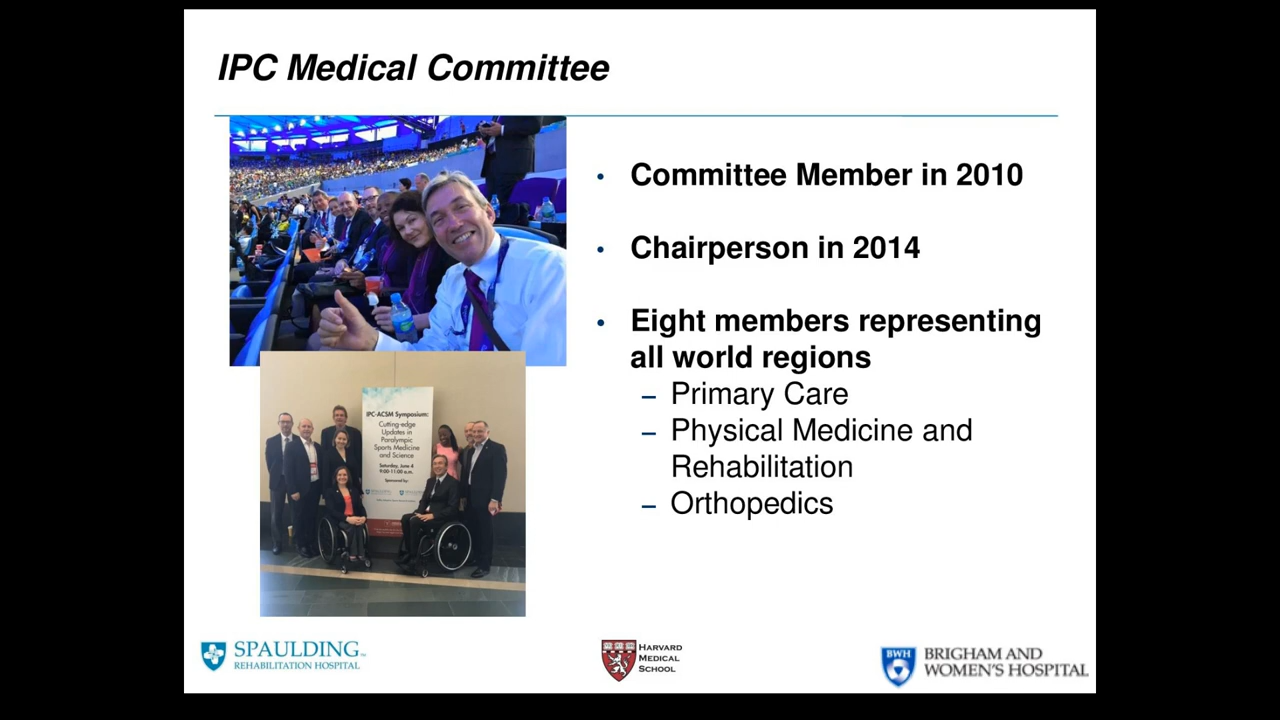 IPC Medical Committee
• Committee Member in 2010
• Chairperson in 2014
• Eight members representing
all world regions
– Primary Care
– Physical Medicine and
Rehabilitation
– Orthopedics
IPC-ACSM Symposium:
Cutting-edge
Updates in
Paralympic
Sports Medicine
and Science
Saturday, June 4
9:00-11:00 a.m.
Sponsored by:
SPAULDING
REHABILITATION HOSPITAL
HARVARD
MEDICAL
SCHOOL
BWH
BRIGHAM AND
WOMEN'S HOSPITAL